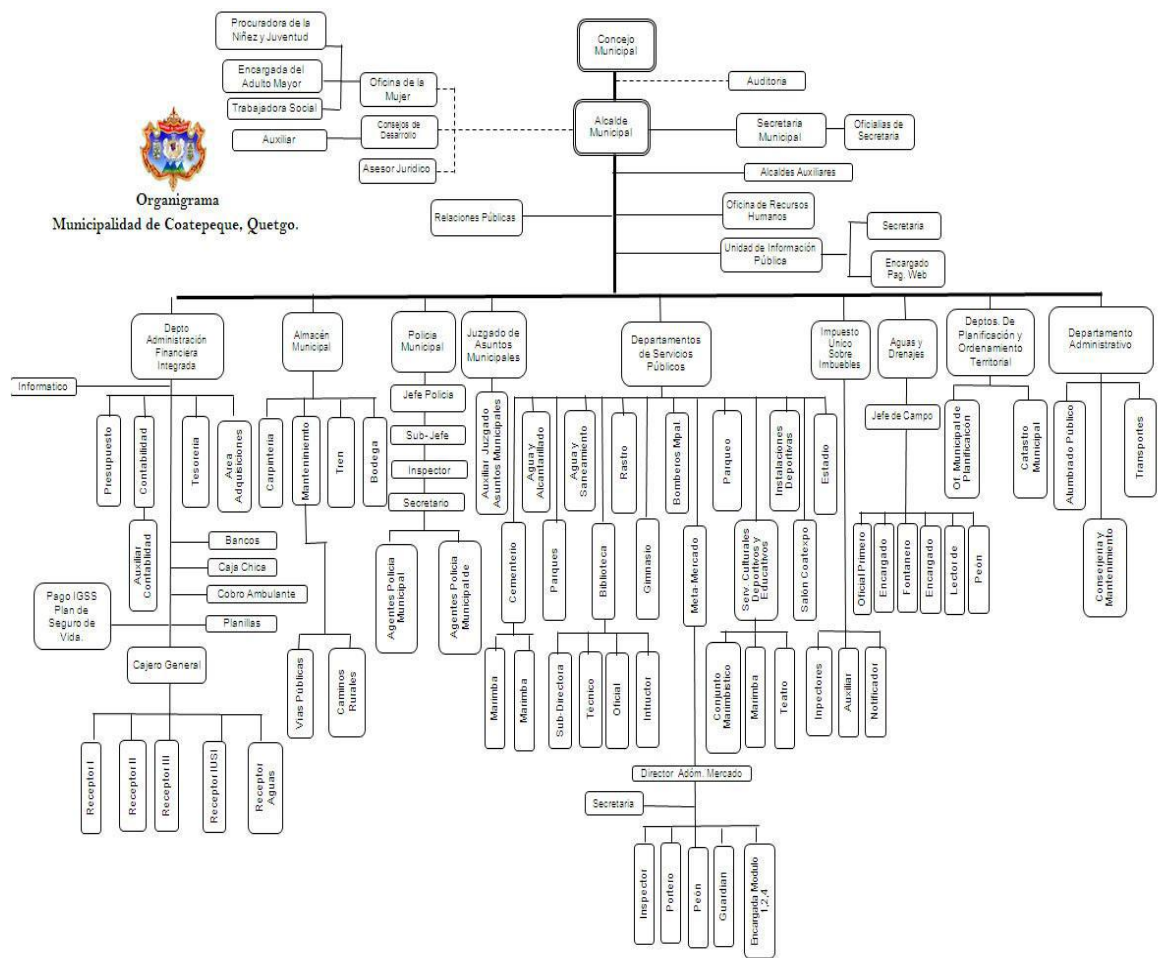 Procuradora de la
Niñez y Juventud
Encargada del
Adulto Mayor
Trabajadora Social
Auxiliar
Oficina de la
Mujer
Consejos de
Desarrollo
Asesor Juridico
Concejo
Municipal
Auditoria
Alcalde
Municipal
Secretaria
Municipal
Oficialias de
Secretaria
Organigrama
Municipalidad de Coatepeque, Quetgo.
Alcaldes Auxiliares
Relaciones Públicas
Oficina de Recursos
Humanos
Unidad de Información
Pública
Secretaria
Encargado
Pag. Web
Depto
Administración
Financiera
Integrada
Almacén
Municipal
Policia
Municipal
Juzgado de
Asuntos
Municipales
Departamentos
de Servicios
Públicos
Impuesto
Unico
Sobre
Imbuebles
Aguas y
Drenajes
Deptos. De
Planificación y
Ordenamiento
Territorial
Departamento
Administrativo
Informatico
Presupuesto
Contabilidad
Tesorería
Area
Adquisiciones
Auxiliar
Contabilidad
Bancos
Caja Chica
Cobro Ambulante
Planillas
Pago IGSS
Plan de
Seguro de
Vida.
Cajero General
Receptor I
Receptor II
Receptor III
Receptor IUSI
Receptor
Aguas
Carpintería
Mantenimiemto
Tren
Bodega
Vias Públicas
Caminos
Rurales
Jefe Policia
Sub-Jefe
Inspector
Secretario
Agentes Policia
Municipal
Agentes Policia
Municipal de
Auxiliar Juzgado
Asuntos Municipales
Cementerio
Agua y
Alcantarillado
Parques
Agua y
Saneamiento
Biblioteca
Rastro
Gimnasio
Bomberos Mpal.
Meta-Mercado
Parqueo
Serv. Culturales
Deportivos y
Educativos
Instalaciones
Deportivas
Salón Coatexpo
Estadio
Marimba
Marimba
Sub-Directora
Técnico
Oficial
Intructor
Conjunto
Marimbistico
Marimba
Teatro
Director Adóm. Mercado
Secretaria
Inspector
Portero
Peón
Guardian
Encargada Modulo
1,2,4
Inpectores
Auxiliar
Notificador
Jefe de Campo
Oficial Primero
Encargado
Fontanero
Encargado
Lector de
Peón
Of. Municipal de
Planificaicón
Catastro
Municipal
Alumbrado Público
Transportes
Conserjería y
Mantenimiento